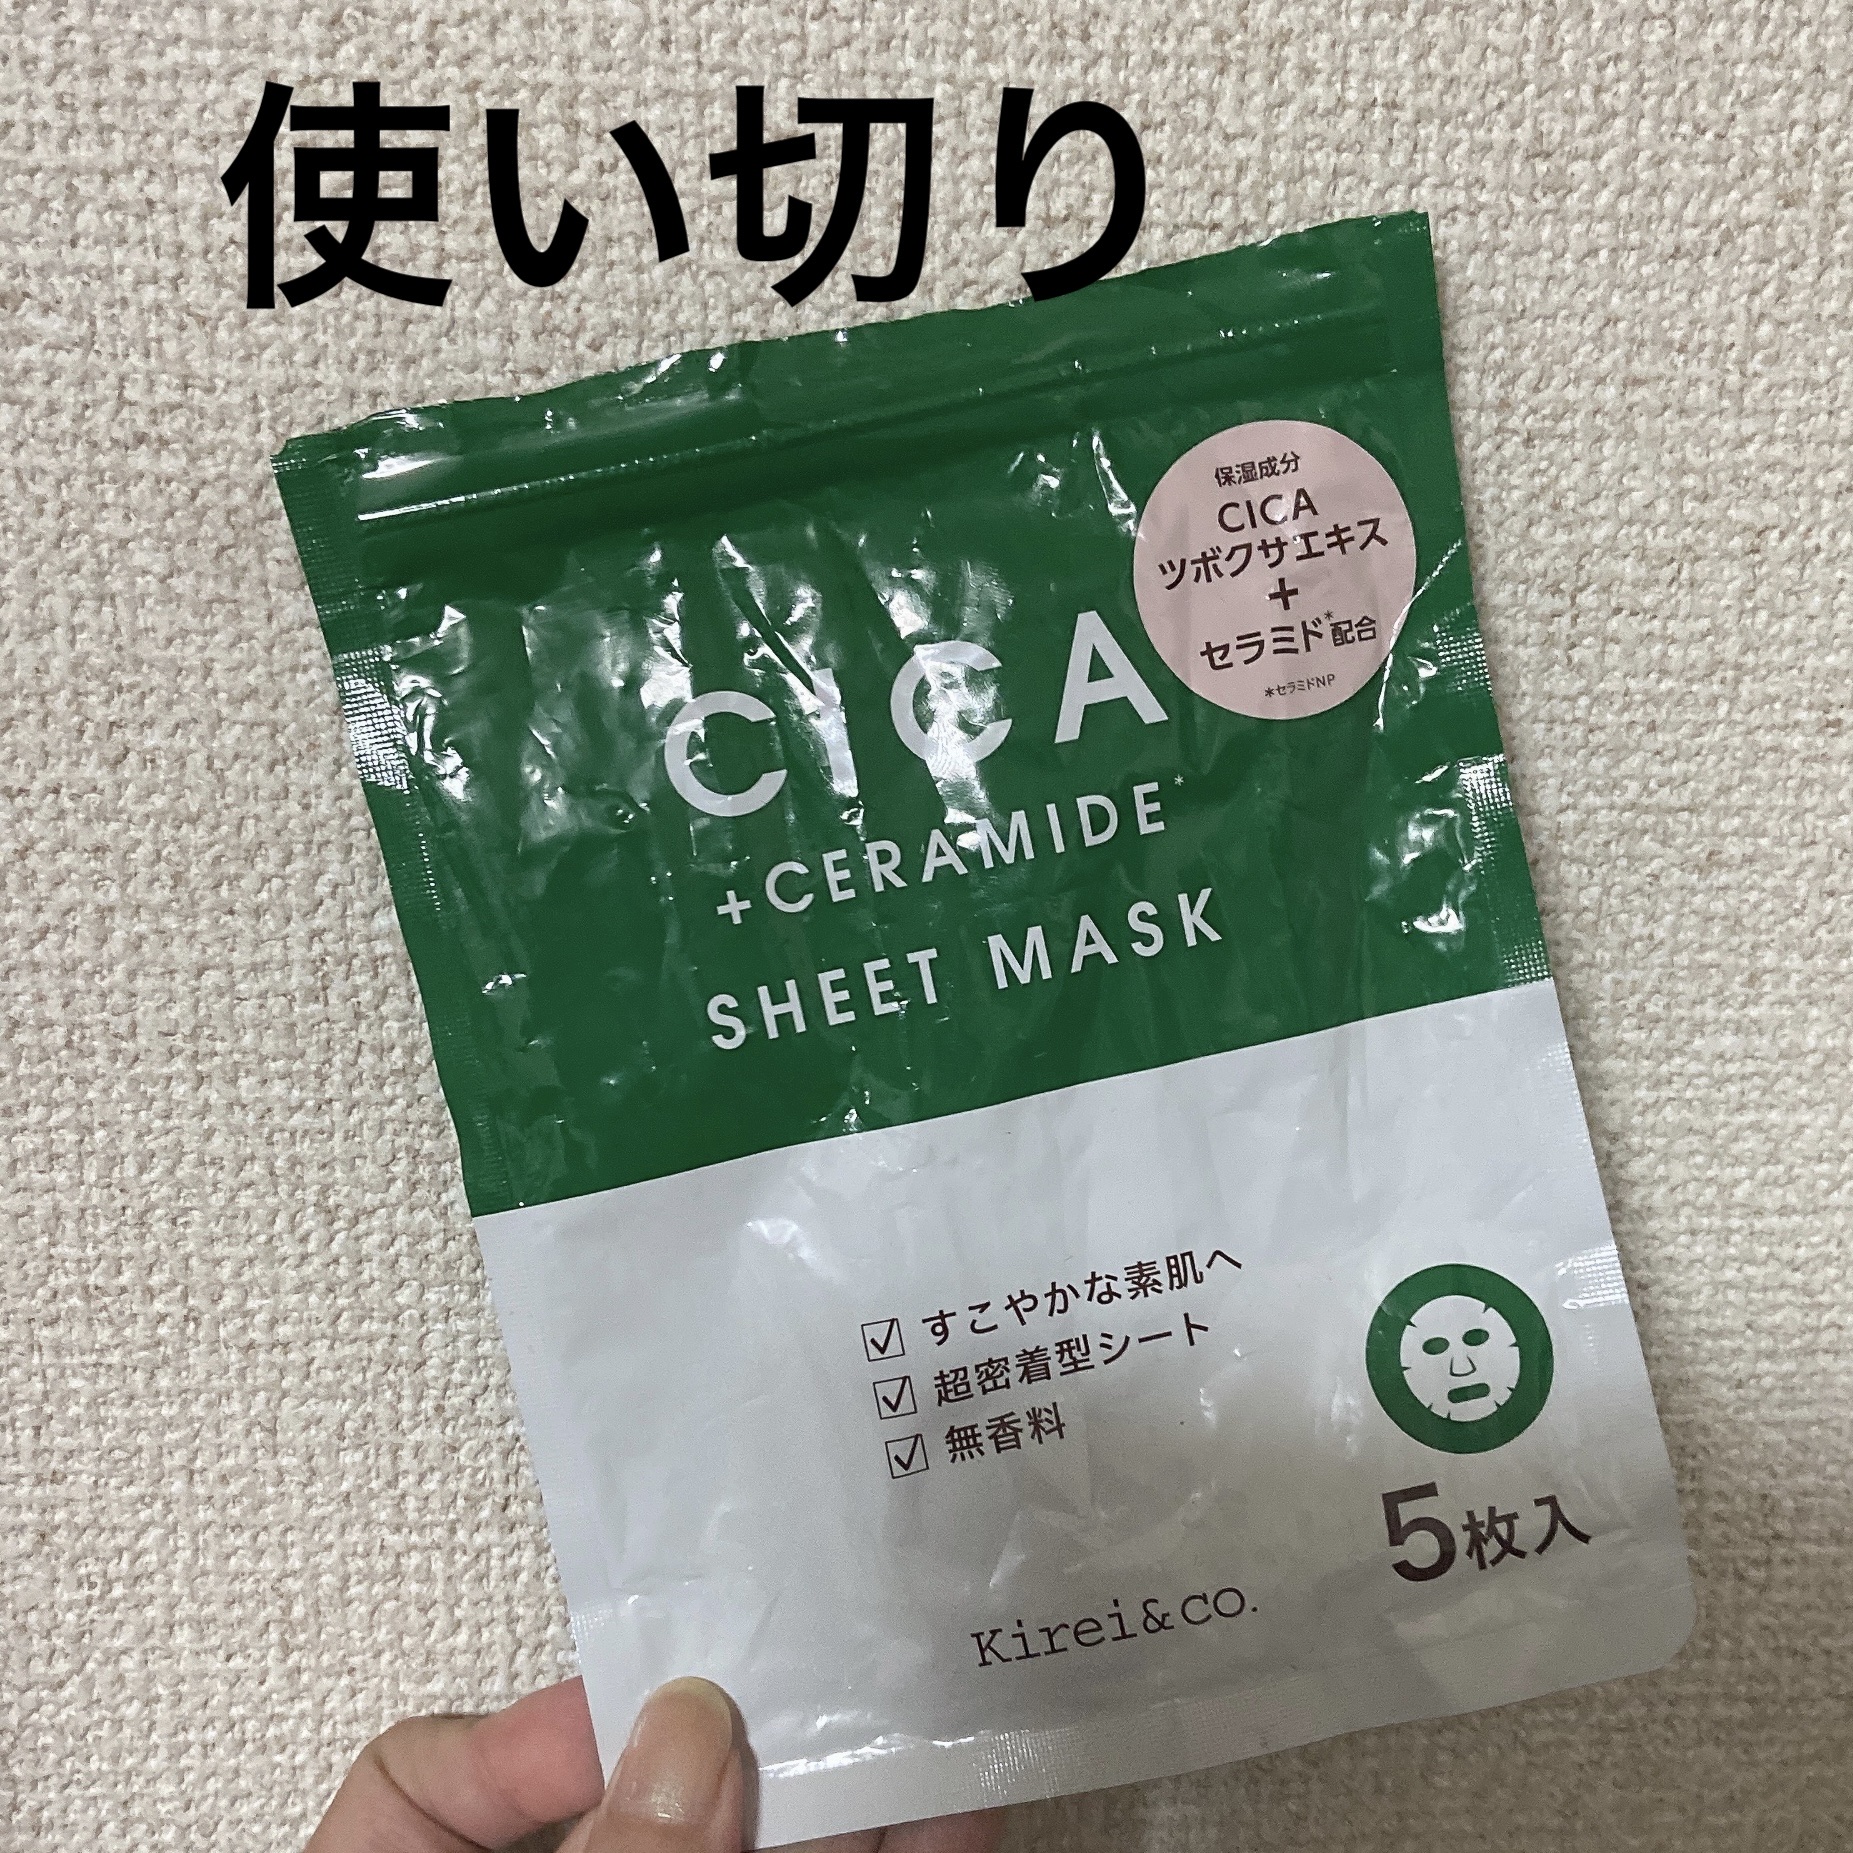 使い切り
保湿成分
CICA
ツボクサエキス
+
セラミド*配合
*セラミドNP
CICA
+CERAMIDE*
SHEET MASK
☑ すこやかな素肌へ
☑ 超密着型シート
☑ 無香料
5枚入
Kirei&co.